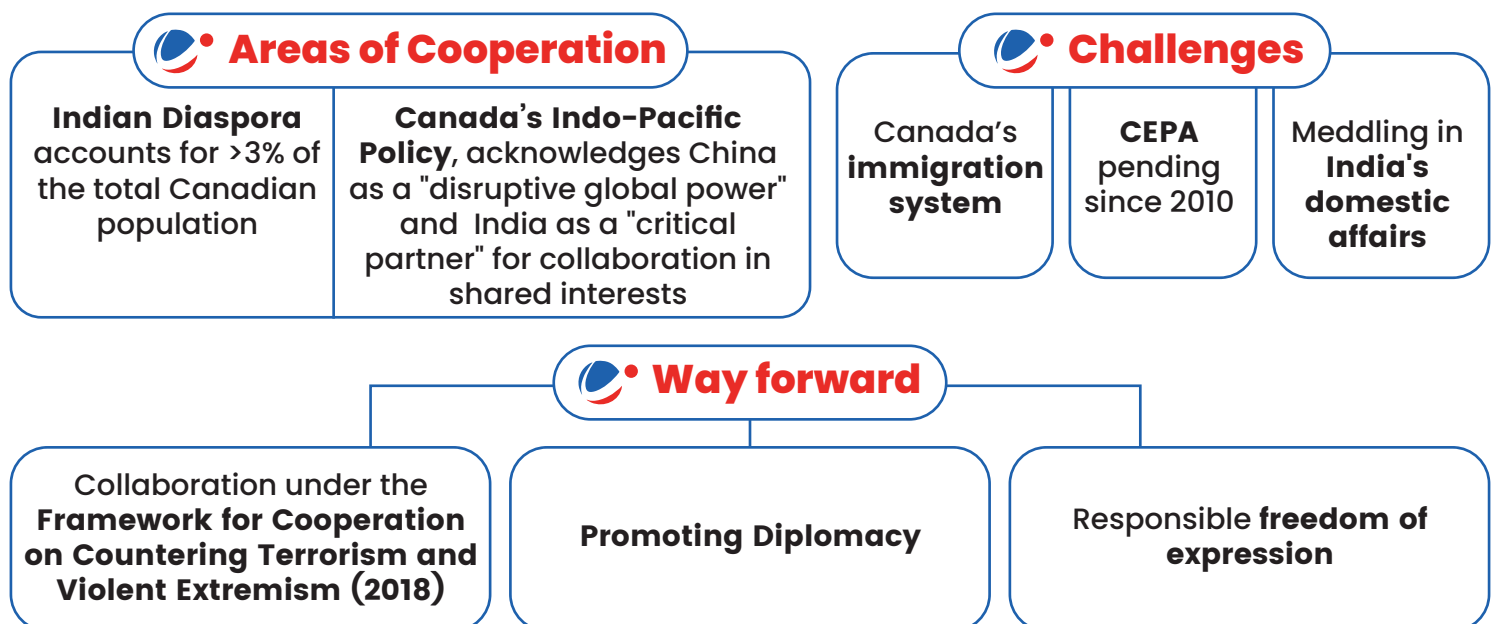 Areas of Cooperation
Indian Diaspora
accounts for >3% of
the total Canadian
population
Canada’s Indo-Pacific
Policy, acknowledges China
as a "disruptive global power"
and India as a "critical
partner" for collaboration in
shared interests
Challenges
Canada’s
immigration
system
CEPA
pending
since 2010
Meddling in
India's
domestic
affairs
Way forward
Collaboration under the
Framework for Cooperation
on Countering Terrorism and
Violent Extremism (2018)
Promoting Diplomacy
Responsible freedom of
expression